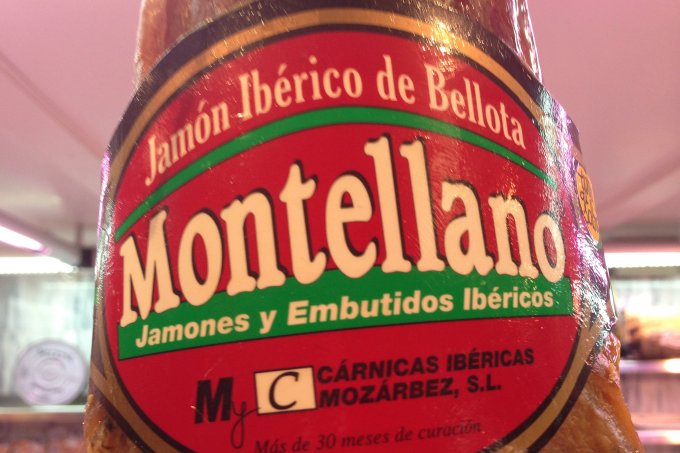 Jamón Ibérico de Bellota
Montellano
Jamones y Embutidos Ibéricos
MyC CÁRNICAS IBÉRICAS
MOZÁRBEZ, S.L.
Más de 30 meses de curación